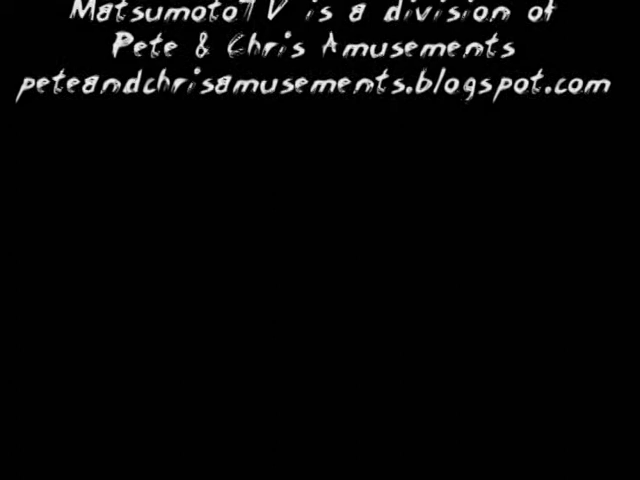 MatsumotoTV is a division of
Pete & Chris Amusements
peteandchrisamusements.blogspot.com